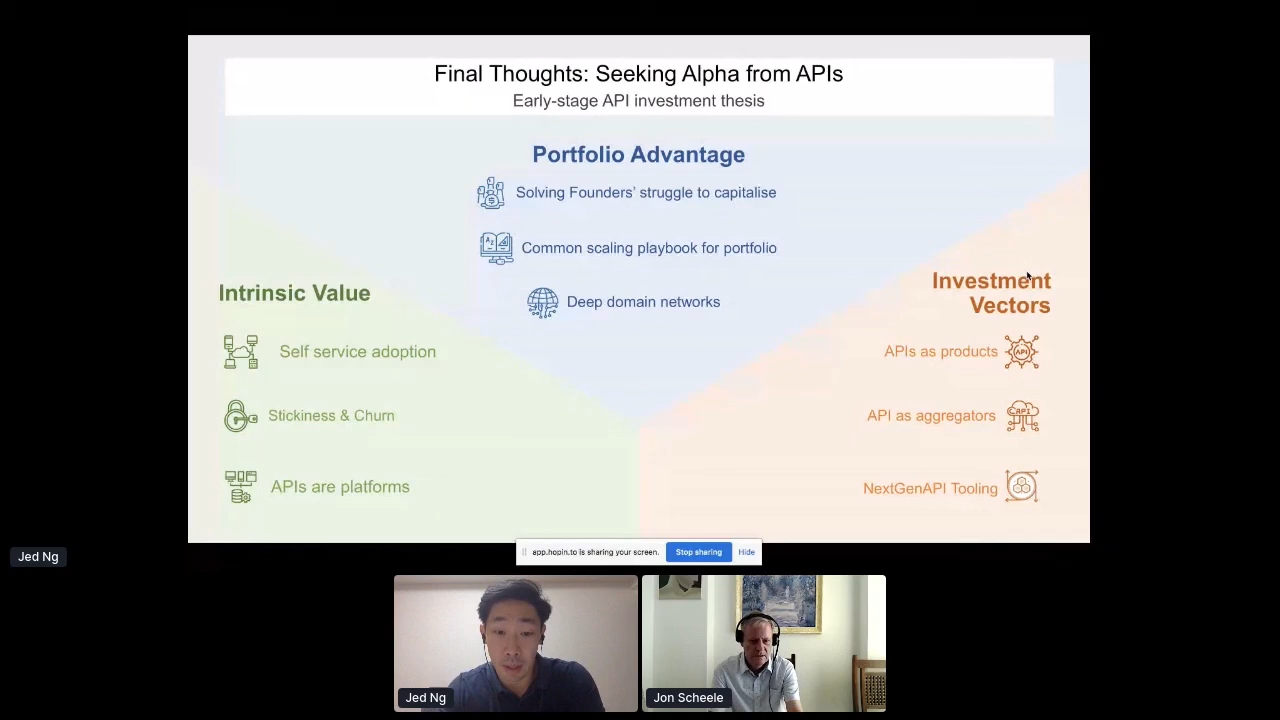 Final Thoughts: Seeking Alpha from APIs
Early-stage API investment thesis
Portfolio Advantage
Solving Founders' struggle to capitalise
Common scaling playbook for portfolio
Deep domain networks
Intrinsic Value
Self service adoption
Stickiness & Churn
APIs are platforms
Investment
Vectors
APIs as products
API
API as aggregators
API
NextGenAPI Tooling
app.hopin.to is sharing your screen.
Stop sharing
Hide
Jed Ng
Jed Ng
Jon Scheele